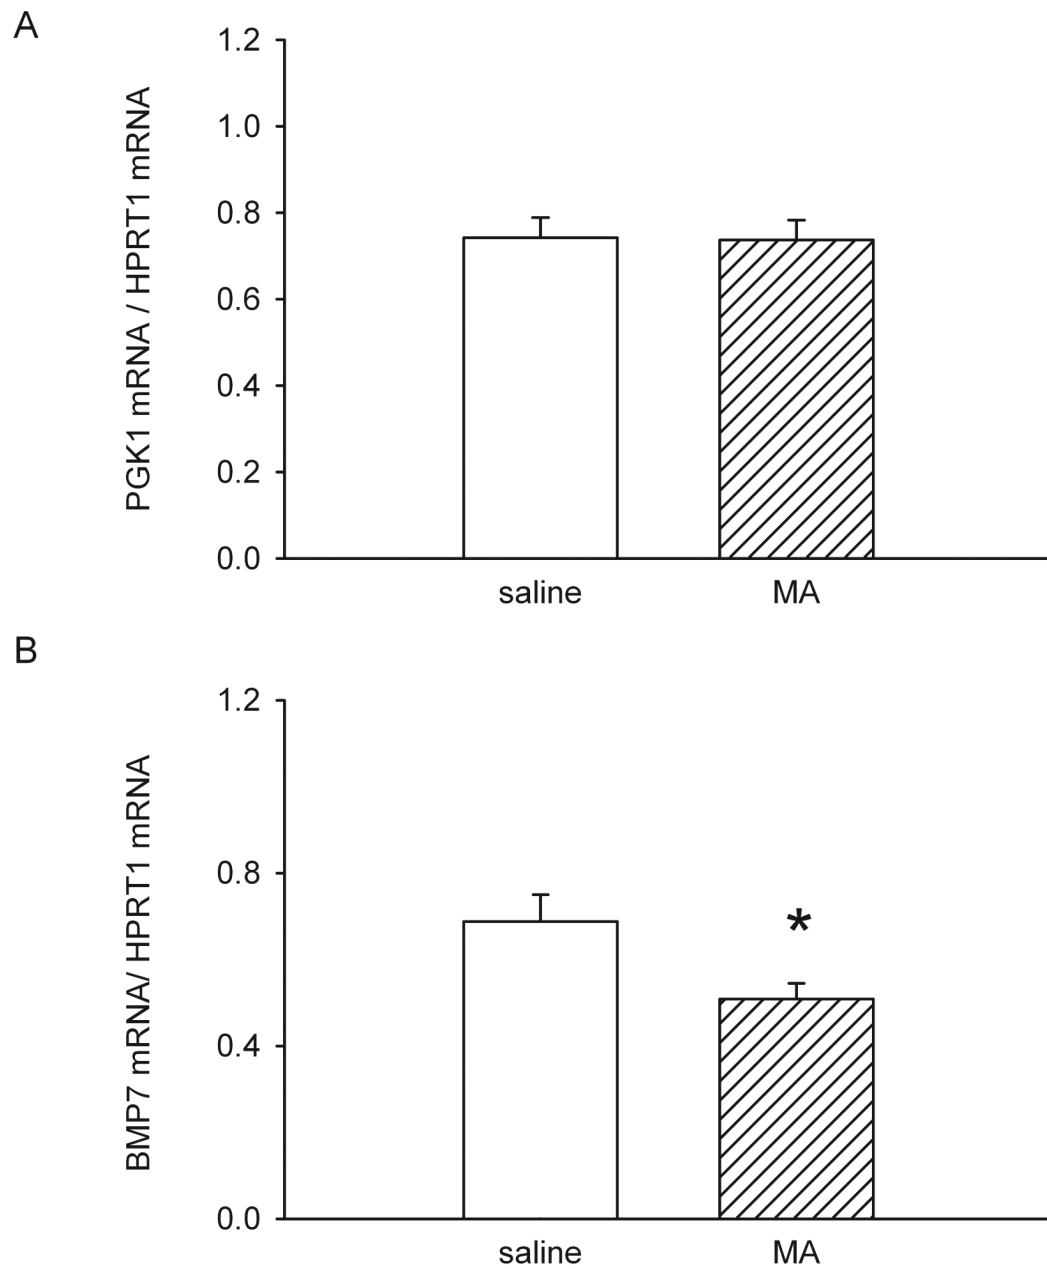 A
PGK1 mRNA / HPRT1 mRNA
1.2
1.0
0.8
0.6
0.4
0.2
0.0
saline MA
B
BMP7 mRNA/ HPRT1 mRNA
1.2
0.8
*
0.4
0.0
saline MA